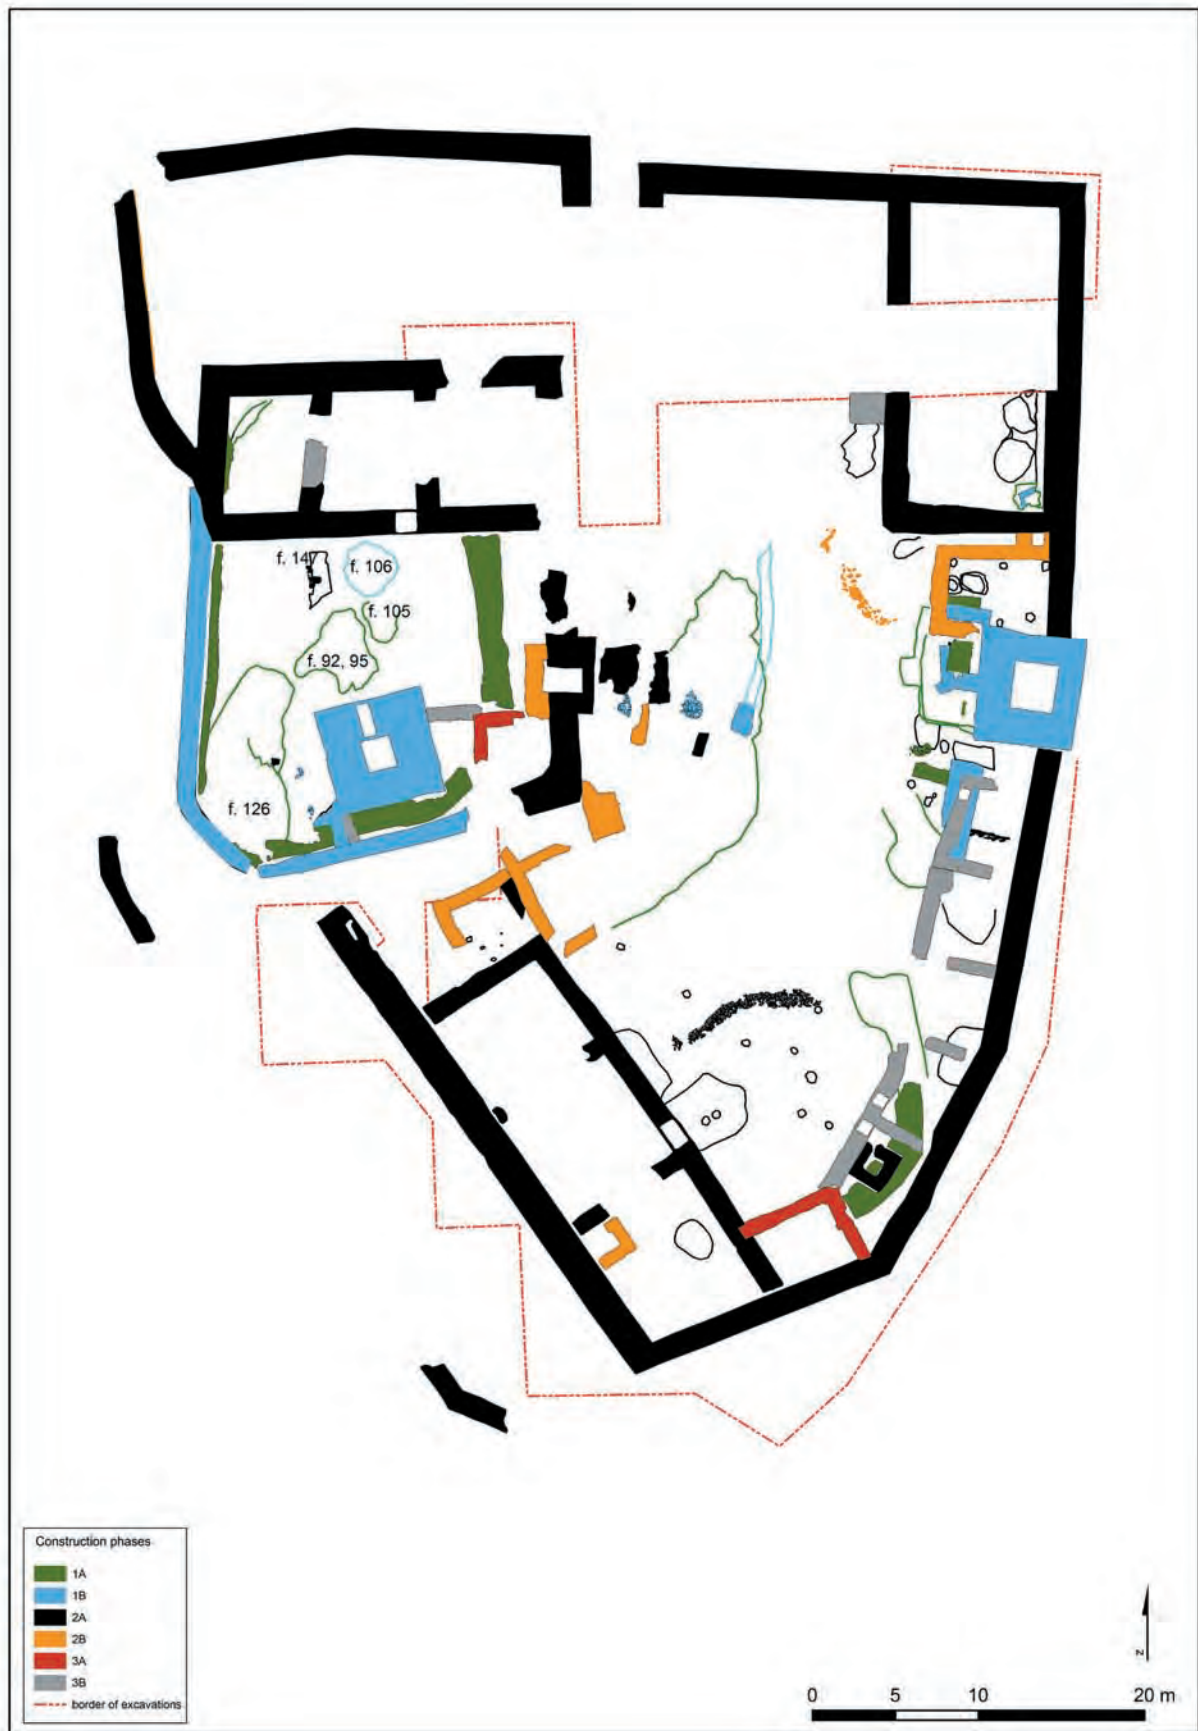 f. 14
f. 106
f. 105
f. 92, 95
f. 126
Construction phases
1A
1B
2A
2B
3A
3B
border of excavations
N
0 5 10 20 m